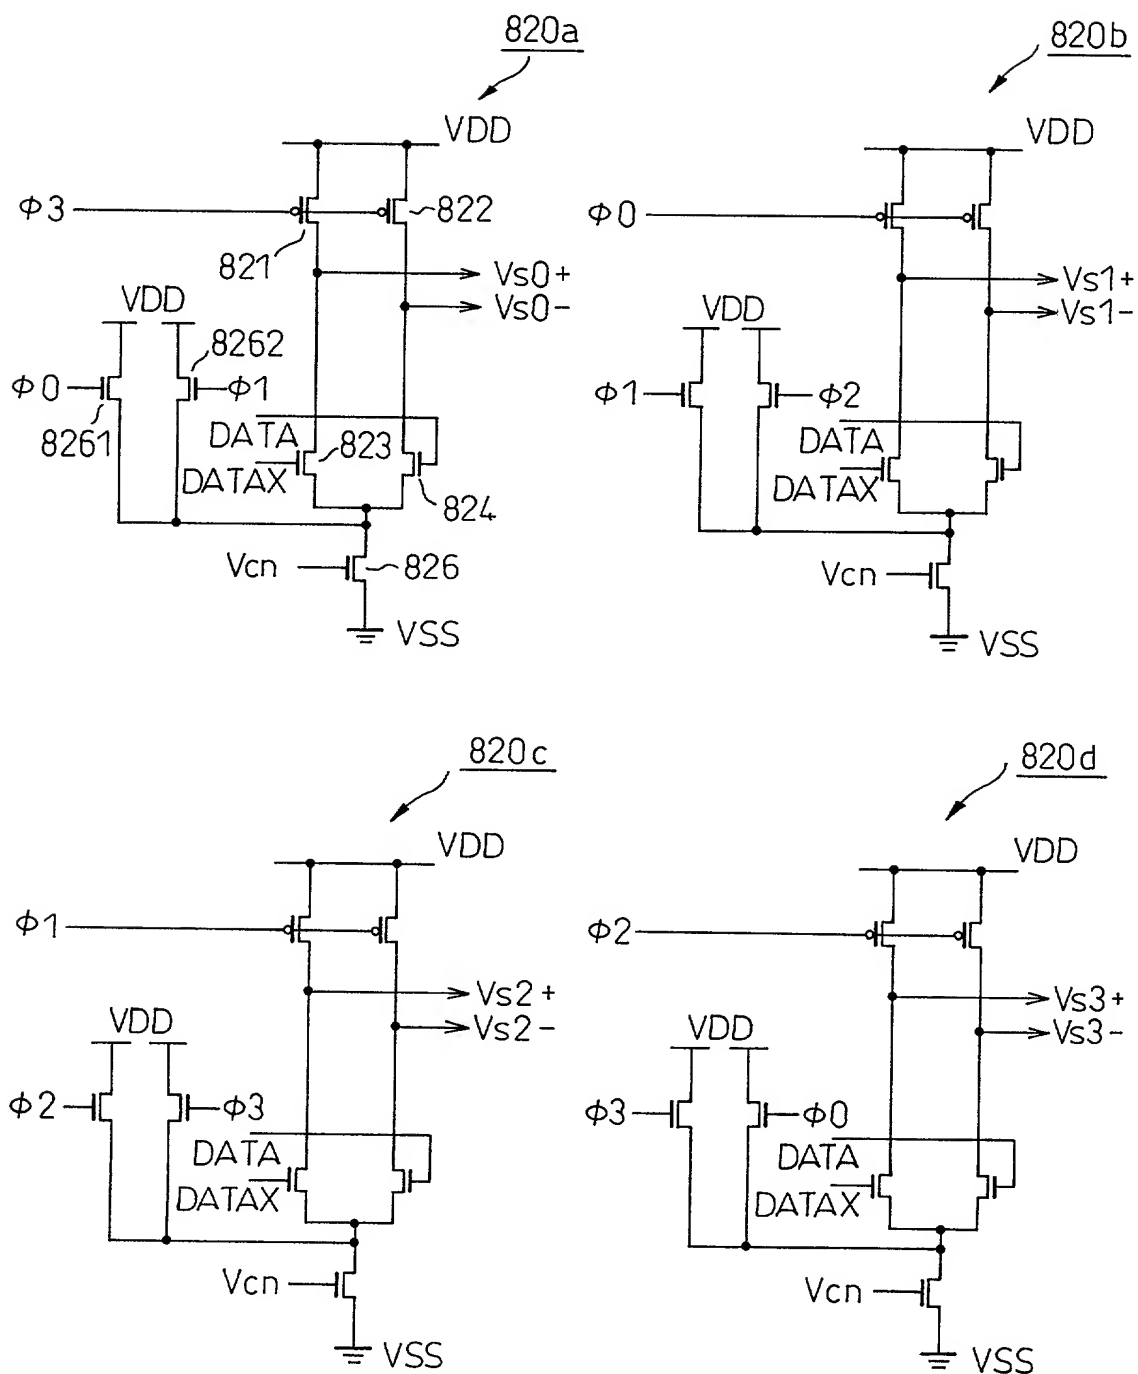 820a
VDD
Φ3
822
821
Vs0+
Vs0-
VDD
8262
Φ0
Φ1
8261
DATA
823
DATAX
824
Vcn
826
VSS
820b
VDD
Φ0
Vs1+
Vs1-
VDD
Φ1
Φ2
DATA
DATAX
Vcn
VSS
820c
VDD
Φ1
Vs2+
Vs2-
VDD
Φ2
Φ3
DATA
DATAX
Vcn
VSS
820d
VDD
Φ2
Vs3+
Vs3-
VDD
Φ3
Φ0
DATA
DATAX
Vcn
VSS